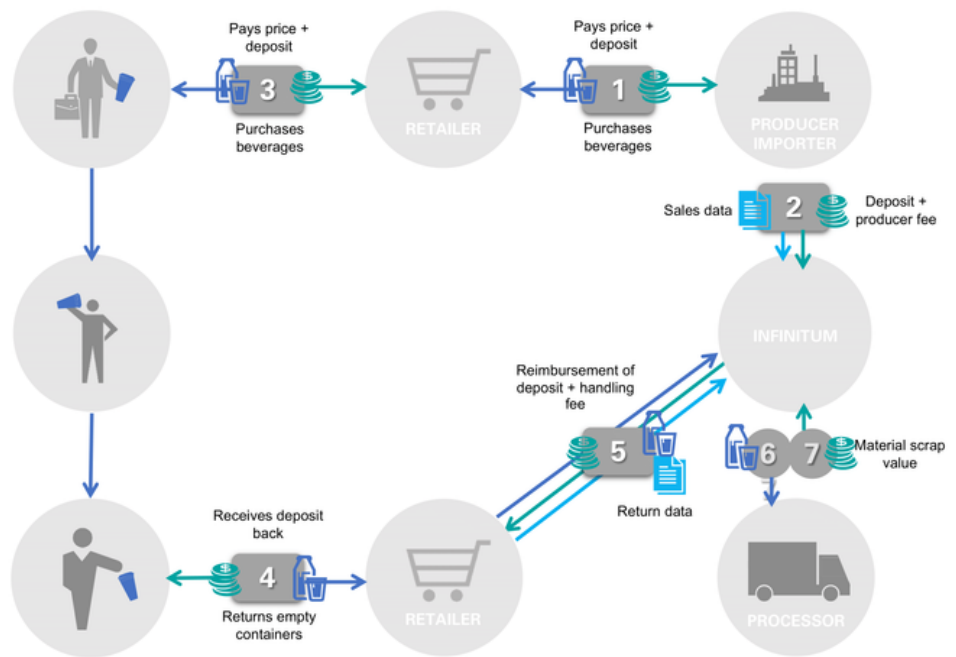 Pays price +
deposit
3
Purchases
beverages
RETAILER
Pays price +
deposit
1
Purchases
beverages
PRODUCER
IMPORTER
Sales data
2
Deposit +
producer fee
INFINITUM
Reimbursement of
deposit + handling
fee
5
Return data
6
7
Material scrap
value
Receives deposit
back
4
Returns empty
containers
RETAILER
PROCESSOR